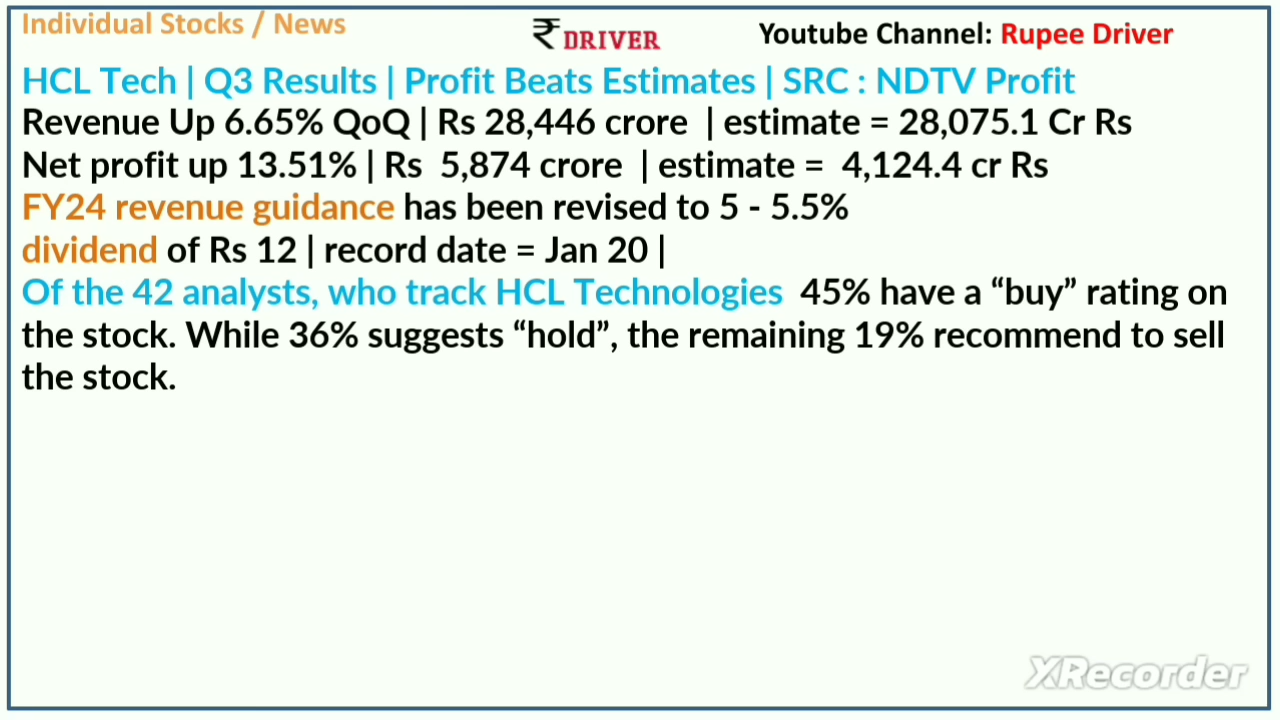 Individual Stocks / News
₹ DRIVER
Youtube Channel: Rupee Driver
HCL Tech | Q3 Results | Profit Beats Estimates | SRC : NDTV Profit
Revenue Up 6.65% QoQ | Rs 28,446 crore | estimate = 28,075.1 Cr Rs
Net profit up 13.51% | Rs 5,874 crore | estimate = 4,124.4 cr Rs
FY24 revenue guidance has been revised to 5 - 5.5%
dividend of Rs 12 | record date = Jan 20 |
Of the 42 analysts, who track HCL Technologies 45% have a “buy” rating on
the stock. While 36% suggests “hold”, the remaining 19% recommend to sell
the stock.
XRecorder